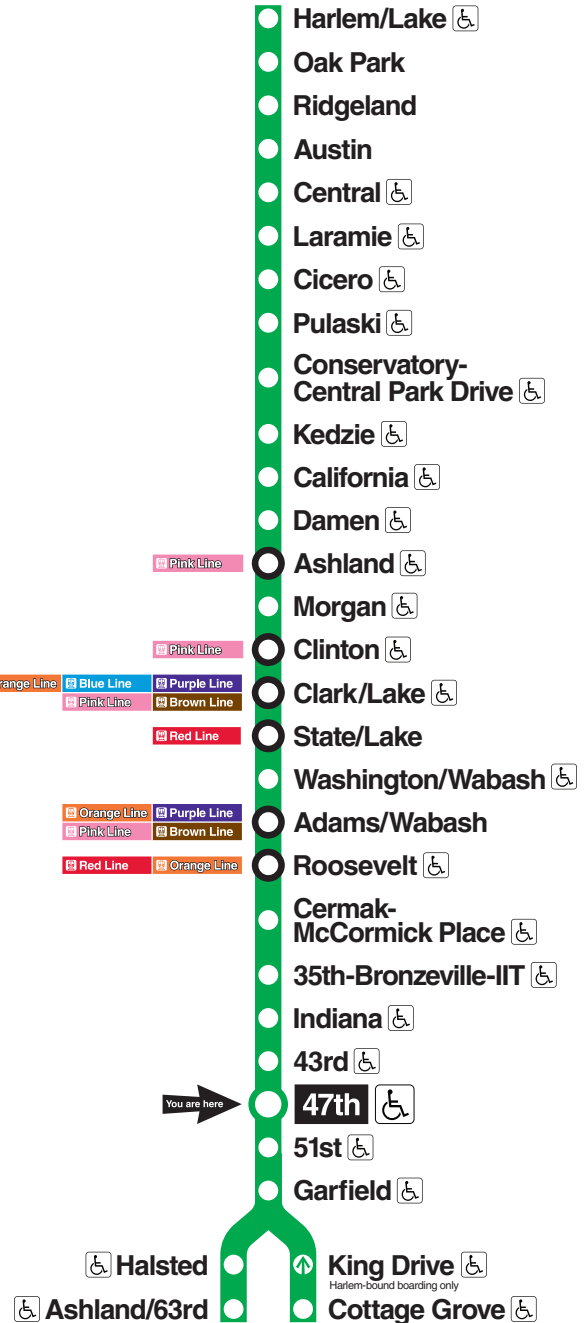 Harlem/Lake
Oak Park
Ridgeland
Austin
Central
Laramie
Cicero
Pulaski
Conservatory-
Central Park Drive
Kedzie
California
Damen
Pink Line Ashland
Morgan
Pink Line Clinton
range Line Blue Line Purple Line Clark/Lake
Pink Line Brown Line
Red Line State/Lake
Washington/Wabash
Orange Line Purple Line Adams/Wabash
Pink Line Brown Line
Red Line Orange Line Roosevelt
Cermak-
McCormick Place
35th-Bronzeville-IIT
Indiana
43rd
You are here 47th
51st
Garfield
Halsted King Drive
Harlem-bound boarding only
Ashland/63rd Cottage Grove